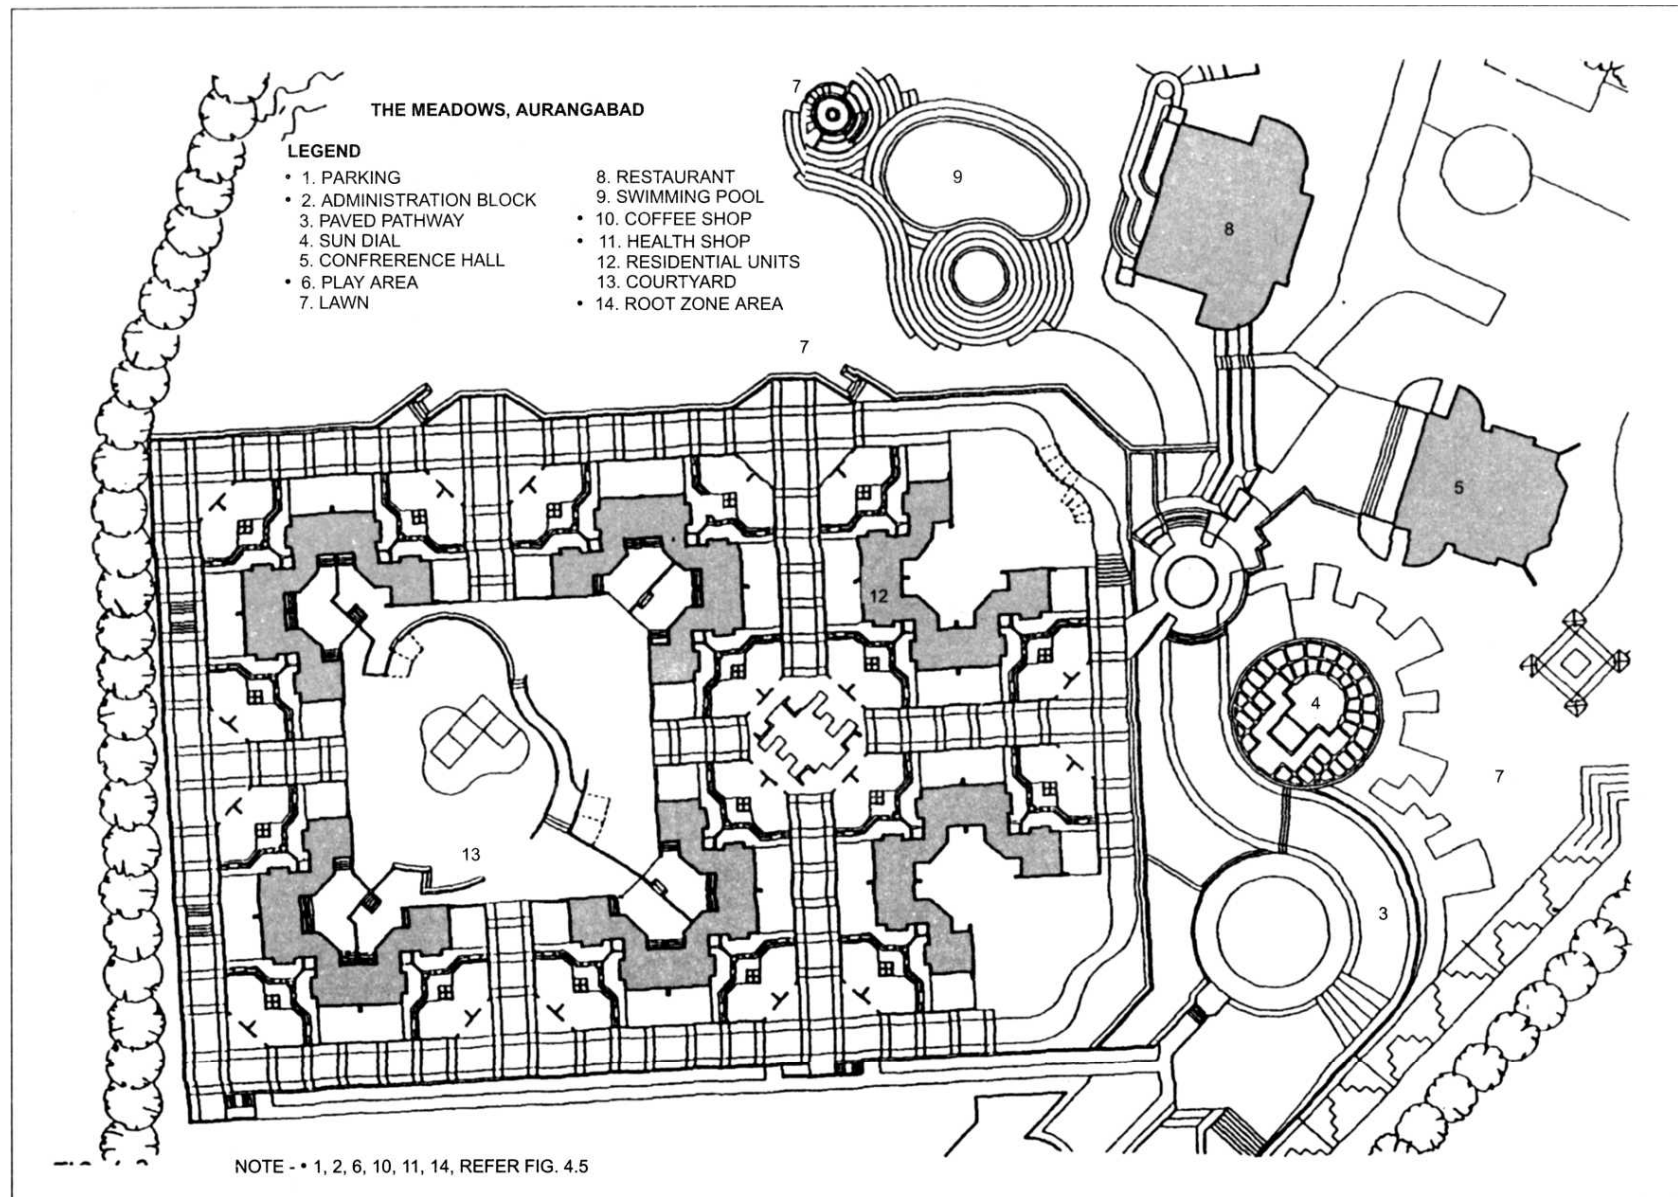 THE MEADOWS, AURANGABAD
LEGEND
• 1. PARKING
• 2. ADMINISTRATION BLOCK
3. PAVED PATHWAY
4. SUN DIAL
5. CONFRERENCE HALL
• 6. PLAY AREA
7. LAWN
8. RESTAURANT
9. SWIMMING POOL
• 10. COFFEE SHOP
• 11. HEALTH SHOP
12. RESIDENTIAL UNITS
13. COURTYARD
• 14. ROOT ZONE AREA
7
9
8
7
5
12
4
7
13
3
NOTE - • 1, 2, 6, 10, 11, 14, REFER FIG. 4.5